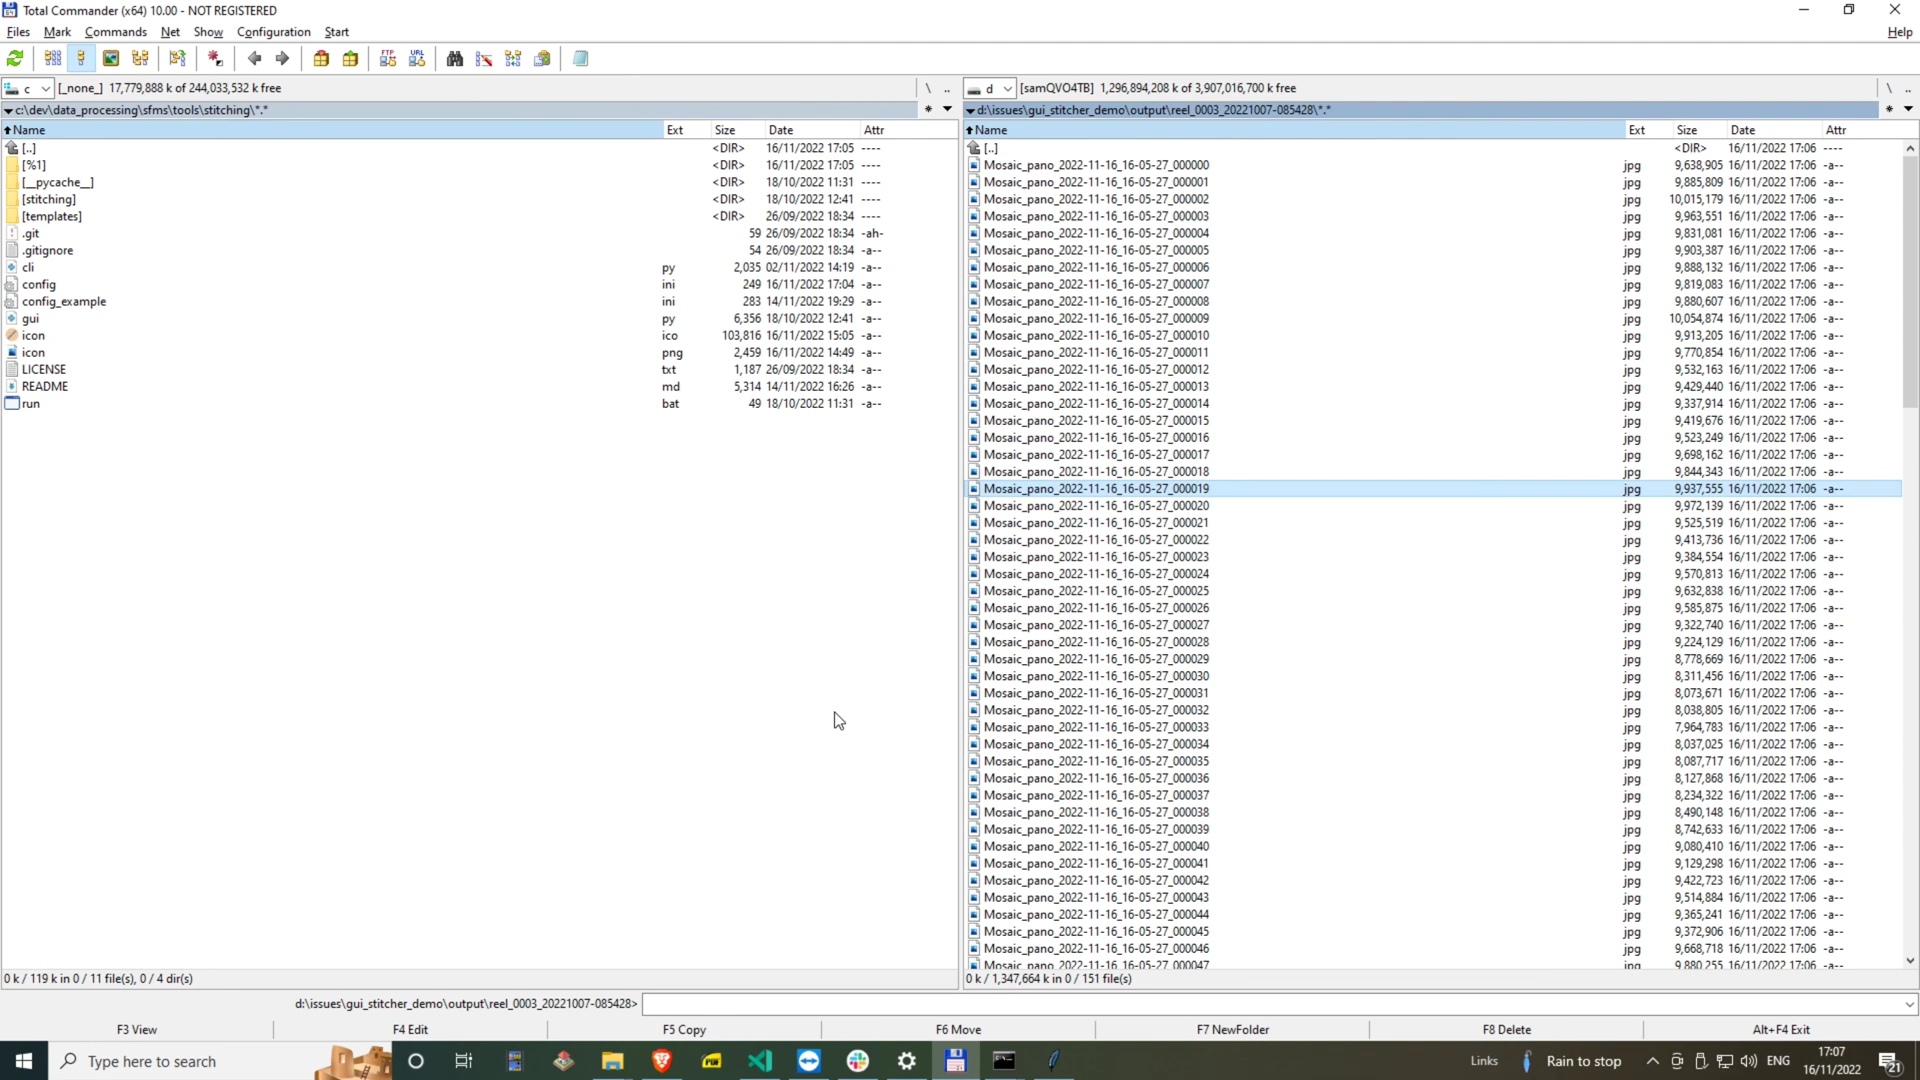 Total Commander (x64) 10.00 - NOT REGISTERED
Files Mark Commands Net Show Configuration Start Help
FTP URL
c [_none_] 17,779,888 k of 244,033,532 k free \ ..
d [samQVO4TB] 1,296,894,208 k of 3,907,016,700 k free \ ..
c:\dev\data_processing\sfms\tools\stitching\*.* *
d:\issues\gui_stitcher_demo\output\reel_0003_20221007-085428\*.* *
Name Ext Size Date Attr
[..] <DIR> 16/11/2022 17:05 ----
[%1] <DIR> 16/11/2022 17:05 ----
[__pycache__] <DIR> 18/10/2022 11:31 ----
[stitching] <DIR> 18/10/2022 12:41 ----
[templates] <DIR> 26/09/2022 18:34 ----
.git 59 26/09/2022 18:34 -ah-
.gitignore 54 26/09/2022 18:34 -a--
cli py 2,035 02/11/2022 14:19 -a--
config ini 249 16/11/2022 17:04 -a--
config_example ini 283 14/11/2022 19:29 -a--
gui py 6,356 18/10/2022 12:41 -a--
icon ico 103,816 16/11/2022 15:05 -a--
icon png 2,459 16/11/2022 14:49 -a--
LICENSE txt 1,187 26/09/2022 18:34 -a--
README md 5,314 14/11/2022 16:26 -a--
run bat 49 18/10/2022 11:31 -a--
0 k / 119 k in 0 / 11 file(s), 0 / 4 dir(s)
Name Ext Size Date Attr
[..] <DIR> 16/11/2022 17:06 ----
Mosaic_pano_2022-11-16_16-05-27_000000 jpg 9,638,905 16/11/2022 17:06 -a--
Mosaic_pano_2022-11-16_16-05-27_000001 jpg 9,885,809 16/11/2022 17:06 -a--
Mosaic_pano_2022-11-16_16-05-27_000002 jpg 10,015,179 16/11/2022 17:06 -a--
Mosaic_pano_2022-11-16_16-05-27_000003 jpg 9,963,551 16/11/2022 17:06 -a--
Mosaic_pano_2022-11-16_16-05-27_000004 jpg 9,831,081 16/11/2022 17:06 -a--
Mosaic_pano_2022-11-16_16-05-27_000005 jpg 9,903,387 16/11/2022 17:06 -a--
Mosaic_pano_2022-11-16_16-05-27_000006 jpg 9,888,132 16/11/2022 17:06 -a--
Mosaic_pano_2022-11-16_16-05-27_000007 jpg 9,819,083 16/11/2022 17:06 -a--
Mosaic_pano_2022-11-16_16-05-27_000008 jpg 9,880,607 16/11/2022 17:06 -a--
Mosaic_pano_2022-11-16_16-05-27_000009 jpg 10,054,874 16/11/2022 17:06 -a--
Mosaic_pano_2022-11-16_16-05-27_000010 jpg 9,913,205 16/11/2022 17:06 -a--
Mosaic_pano_2022-11-16_16-05-27_000011 jpg 9,770,854 16/11/2022 17:06 -a--
Mosaic_pano_2022-11-16_16-05-27_000012 jpg 9,532,163 16/11/2022 17:06 -a--
Mosaic_pano_2022-11-16_16-05-27_000013 jpg 9,429,440 16/11/2022 17:06 -a--
Mosaic_pano_2022-11-16_16-05-27_000014 jpg 9,337,914 16/11/2022 17:06 -a--
Mosaic_pano_2022-11-16_16-05-27_000015 jpg 9,419,676 16/11/2022 17:06 -a--
Mosaic_pano_2022-11-16_16-05-27_000016 jpg 9,523,249 16/11/2022 17:06 -a--
Mosaic_pano_2022-11-16_16-05-27_000017 jpg 9,698,162 16/11/2022 17:06 -a--
Mosaic_pano_2022-11-16_16-05-27_000018 jpg 9,844,343 16/11/2022 17:06 -a--
Mosaic_pano_2022-11-16_16-05-27_000019 jpg 9,937,555 16/11/2022 17:06 -a--
Mosaic_pano_2022-11-16_16-05-27_000020 jpg 9,972,139 16/11/2022 17:06 -a--
Mosaic_pano_2022-11-16_16-05-27_000021 jpg 9,525,519 16/11/2022 17:06 -a--
Mosaic_pano_2022-11-16_16-05-27_000022 jpg 9,413,736 16/11/2022 17:06 -a--
Mosaic_pano_2022-11-16_16-05-27_000023 jpg 9,384,554 16/11/2022 17:06 -a--
Mosaic_pano_2022-11-16_16-05-27_000024 jpg 9,570,813 16/11/2022 17:06 -a--
Mosaic_pano_2022-11-16_16-05-27_000025 jpg 9,632,838 16/11/2022 17:06 -a--
Mosaic_pano_2022-11-16_16-05-27_000026 jpg 9,585,875 16/11/2022 17:06 -a--
Mosaic_pano_2022-11-16_16-05-27_000027 jpg 9,322,740 16/11/2022 17:06 -a--
Mosaic_pano_2022-11-16_16-05-27_000028 jpg 9,224,129 16/11/2022 17:06 -a--
Mosaic_pano_2022-11-16_16-05-27_000029 jpg 8,778,669 16/11/2022 17:06 -a--
Mosaic_pano_2022-11-16_16-05-27_000030 jpg 8,311,456 16/11/2022 17:06 -a--
Mosaic_pano_2022-11-16_16-05-27_000031 jpg 8,073,671 16/11/2022 17:06 -a--
Mosaic_pano_2022-11-16_16-05-27_000032 jpg 8,038,805 16/11/2022 17:06 -a--
Mosaic_pano_2022-11-16_16-05-27_000033 jpg 7,964,783 16/11/2022 17:06 -a--
Mosaic_pano_2022-11-16_16-05-27_000034 jpg 8,037,025 16/11/2022 17:06 -a--
Mosaic_pano_2022-11-16_16-05-27_000035 jpg 8,087,717 16/11/2022 17:06 -a--
Mosaic_pano_2022-11-16_16-05-27_000036 jpg 8,127,868 16/11/2022 17:06 -a--
Mosaic_pano_2022-11-16_16-05-27_000037 jpg 8,234,322 16/11/2022 17:06 -a--
Mosaic_pano_2022-11-16_16-05-27_000038 jpg 8,490,148 16/11/2022 17:06 -a--
Mosaic_pano_2022-11-16_16-05-27_000039 jpg 8,742,633 16/11/2022 17:06 -a--
Mosaic_pano_2022-11-16_16-05-27_000040 jpg 9,080,410 16/11/2022 17:06 -a--
Mosaic_pano_2022-11-16_16-05-27_000041 jpg 9,129,298 16/11/2022 17:06 -a--
Mosaic_pano_2022-11-16_16-05-27_000042 jpg 9,422,723 16/11/2022 17:06 -a--
Mosaic_pano_2022-11-16_16-05-27_000043 jpg 9,514,884 16/11/2022 17:06 -a--
Mosaic_pano_2022-11-16_16-05-27_000044 jpg 9,365,241 16/11/2022 17:06 -a--
Mosaic_pano_2022-11-16_16-05-27_000045 jpg 9,372,906 16/11/2022 17:06 -a--
Mosaic_pano_2022-11-16_16-05-27_000046 jpg 9,668,718 16/11/2022 17:06 -a--
Mosaic_pano_2022-11-16_16-05-27_000047 jpg 9,880,255 16/11/2022 17:06 -a--
0 k / 1,347,664 k in 0 / 151 file(s)
d:\issues\gui_stitcher_demo\output\reel_0003_20221007-085428>
F3 View F4 Edit F5 Copy F6 Move F7 NewFolder F8 Delete Alt+F4 Exit
Type here to search
Links Rain to stop ENG 17:07
16/11/2022
21